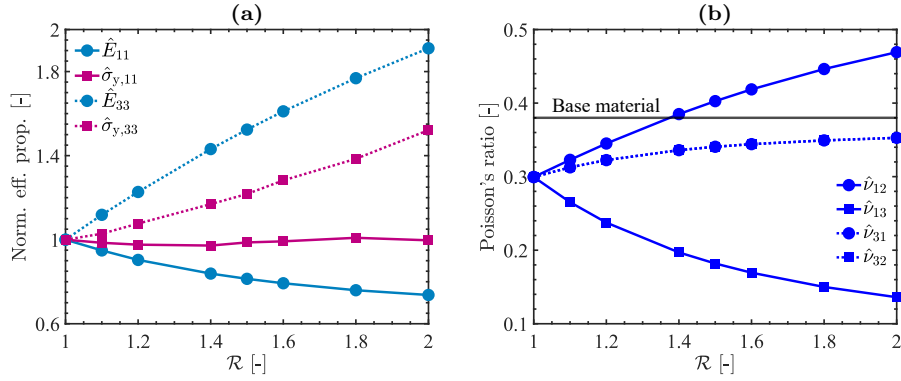 (a)
2
1.8
1.4
1
0.6
Norm. eff. prop. [-]
Ê₁₁
σ̂y,11
Ê₃₃
σ̂y,33
1 1.2 1.4 1.6 1.8 2
ℛ [-]
(b)
0.5
0.4
0.3
0.2
0.1
Poisson's ratio [-]
Base material
ν̂₁₂
ν̂₁₃
ν̂₃₁
ν̂₃₂
1 1.2 1.4 1.6 1.8 2
ℛ [-]